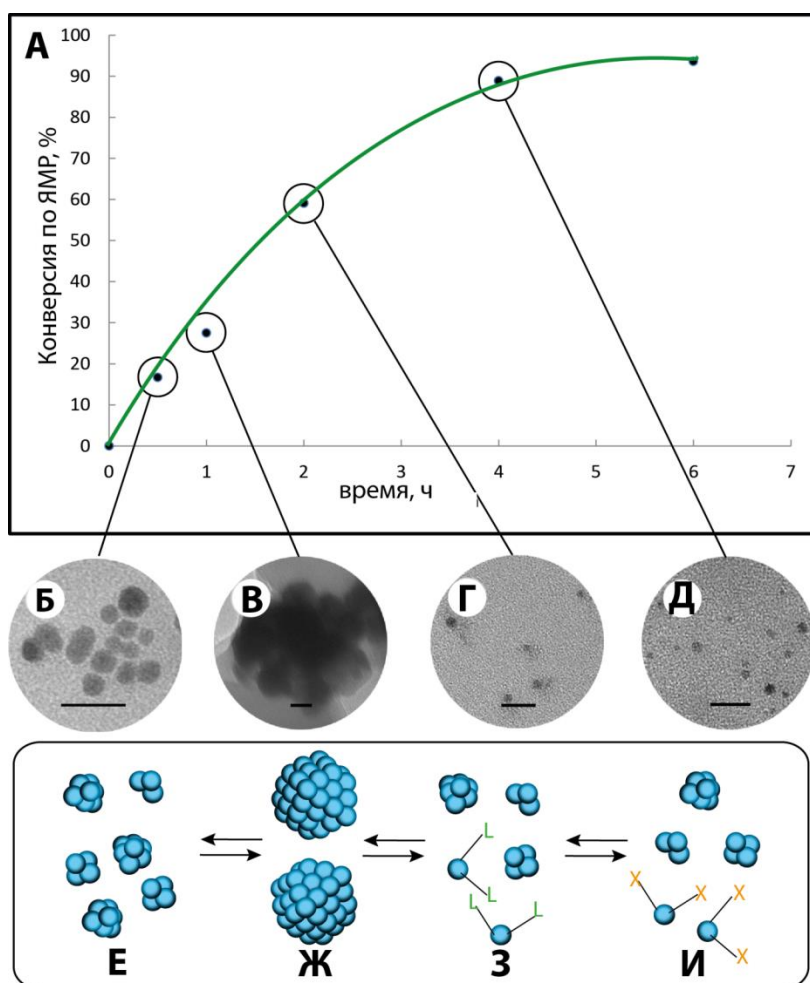 А
Конверсия по ЯМР, %
100
90
80
70
60
50
40
30
20
10
0
0 1 2 3 4 5 6 7
время, ч
Б В Г Д
L
L
L L
X X X
X
Е Ж З И